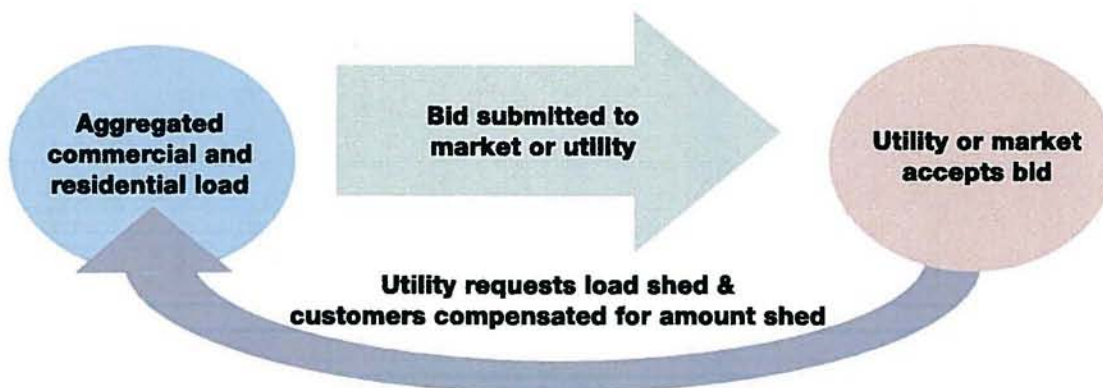 Aggregated
commercial and
residential load
Bid submitted to
market or utility
Utility or market
accepts bid
Utility requests load shed &
customers compensated for amount shed